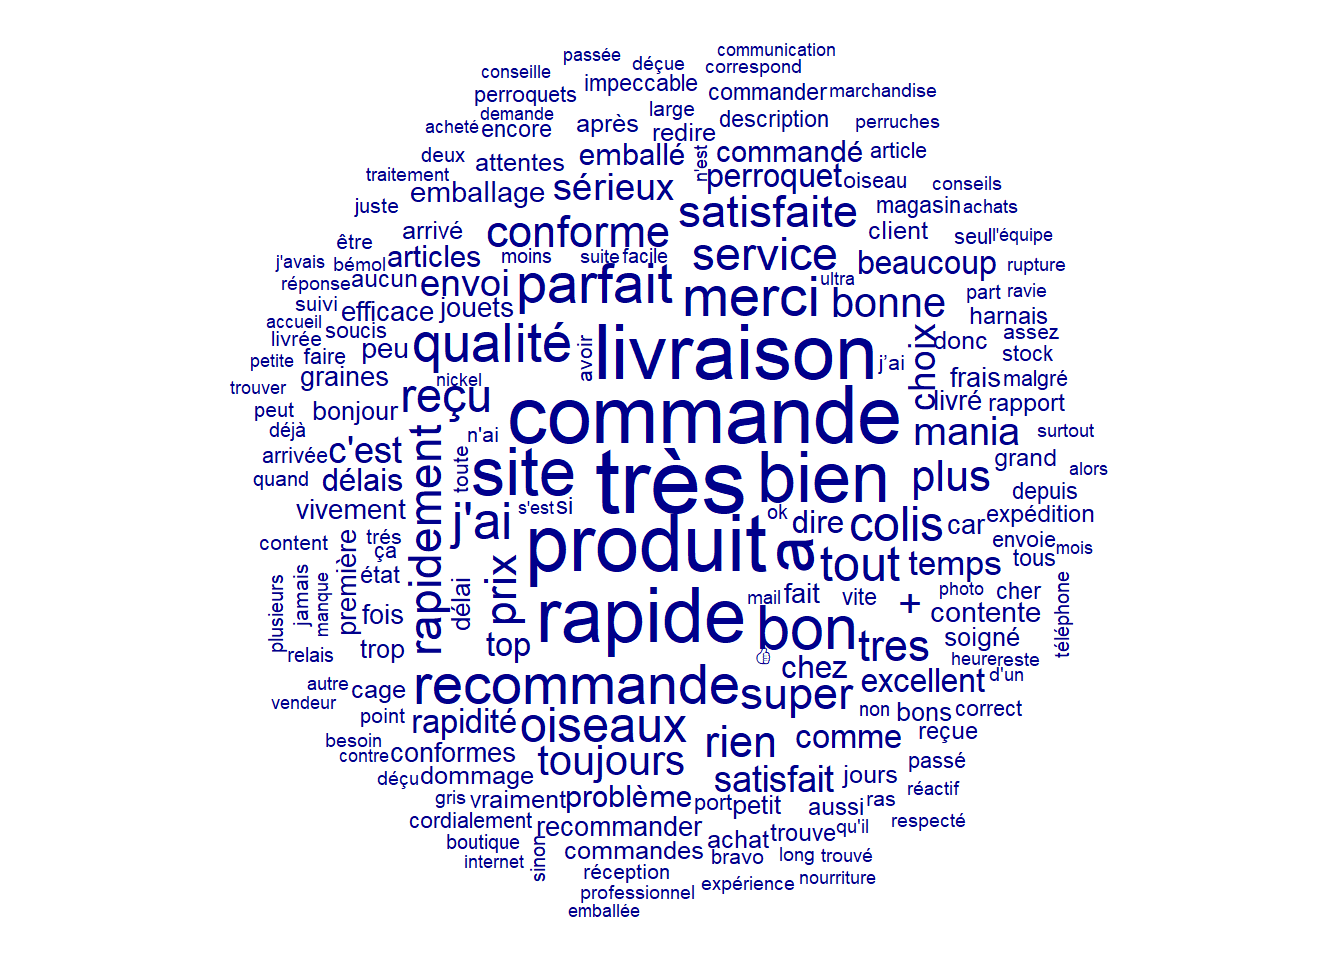 communication
passée
déçue
correspond
conseille
impeccable
perroquets
commander
marchandise
large
demande
description
acheté
encore
après
redire
perruches
deux
attentes
emballé
n'est
commandé
article
traitement
emballage
sérieux
perroquet
oiseau
conseils
juste
satisfaite
magasin
achats
arrivé
conforme
client
être
seul
l'équipe
j'avais
bémol
articles
moins
suite
facile
service
beaucoup
rupture
réponse
aucun
envoi
parfait
merci
ultra
bonne
part
ravie
suivi
efficace
jouets
harnais
accueil
soucis
livrée
qualité
avoir
livraison
j’ai
choix
donc
assez
petite
faire
peu
stock
trouver
graines
nickel
reçu
frais
malgré
peut
bonjour
commande
livré
rapport
déjà
n'ai
mania
surtout
arrivée
c'est
rapidement
toute
site
très
bien
plus
grand
alors
quand
délais
depuis
vivement
j'ai
s'est
si
ok
dire
colis
car
expédition
content
première
trés
ça
produit
a
tout
temps
envoie
tous
mois
plusieurs
jamais
manque
état
délai
prix
rapide
mail
fait
vite
+
photo
cher
téléphone
fois
contente
relais
trop
top
bon
tres
soigné
👍
chez
heure
reste
autre
cage
recommande
super
excellent
d'un
vendeur
point
rapidité
oiseaux
non
bons
correct
besoin
rien
comme
reçue
contre
conformes
toujours
passé
déçu
dommage
satisfait
jours
réactif
gris
vraiment
problème
port
petit
aussi
ras
cordialement
recommander
achat
trouve
qu'il
respecté
boutique
sinon
commandes
bravo
long
trouvé
internet
réception
professionnel
expérience
nourriture
emballée